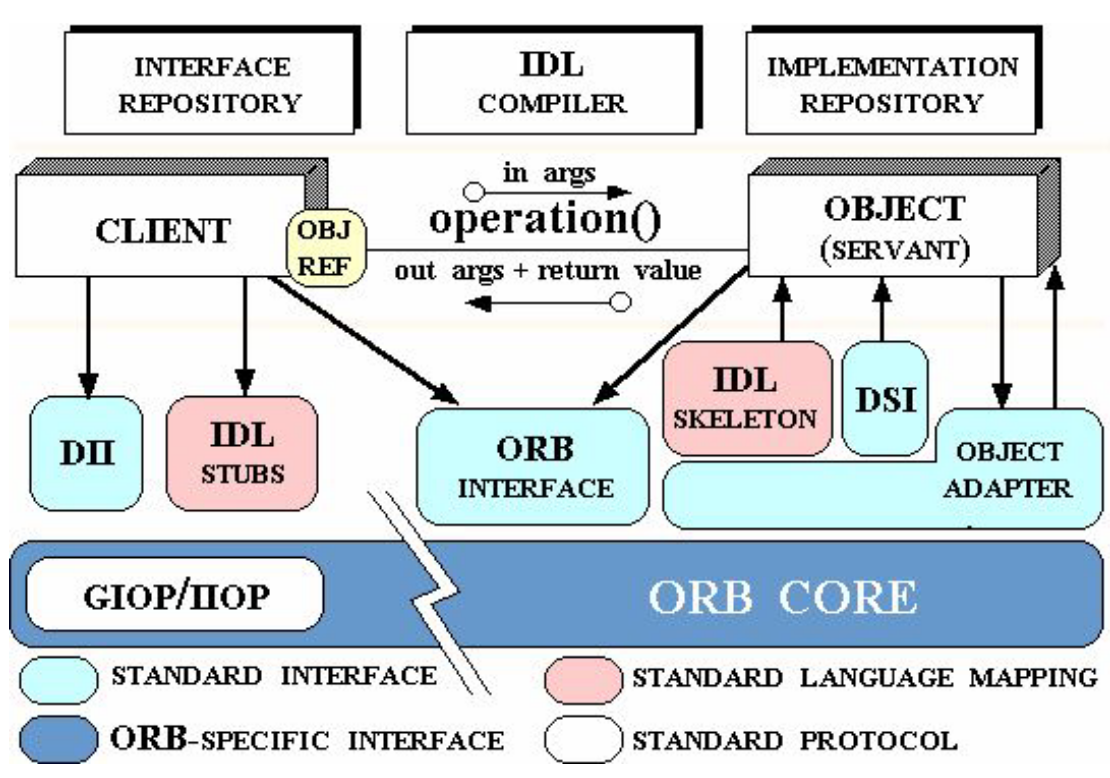 INTERFACE
REPOSITORY
IDL
COMPILER
IMPLEMENTATION
REPOSITORY
CLIENT
OBJ
REF
in args
operation()
out args + return value
OBJECT
(SERVANT)
DII
IDL
STUBS
ORB
INTERFACE
IDL
SKELETON
DSI
OBJECT
ADAPTER
GIOP/IIOP
ORB CORE
STANDARD INTERFACE
STANDARD LANGUAGE MAPPING
ORB-SPECIFIC INTERFACE
STANDARD PROTOCOL